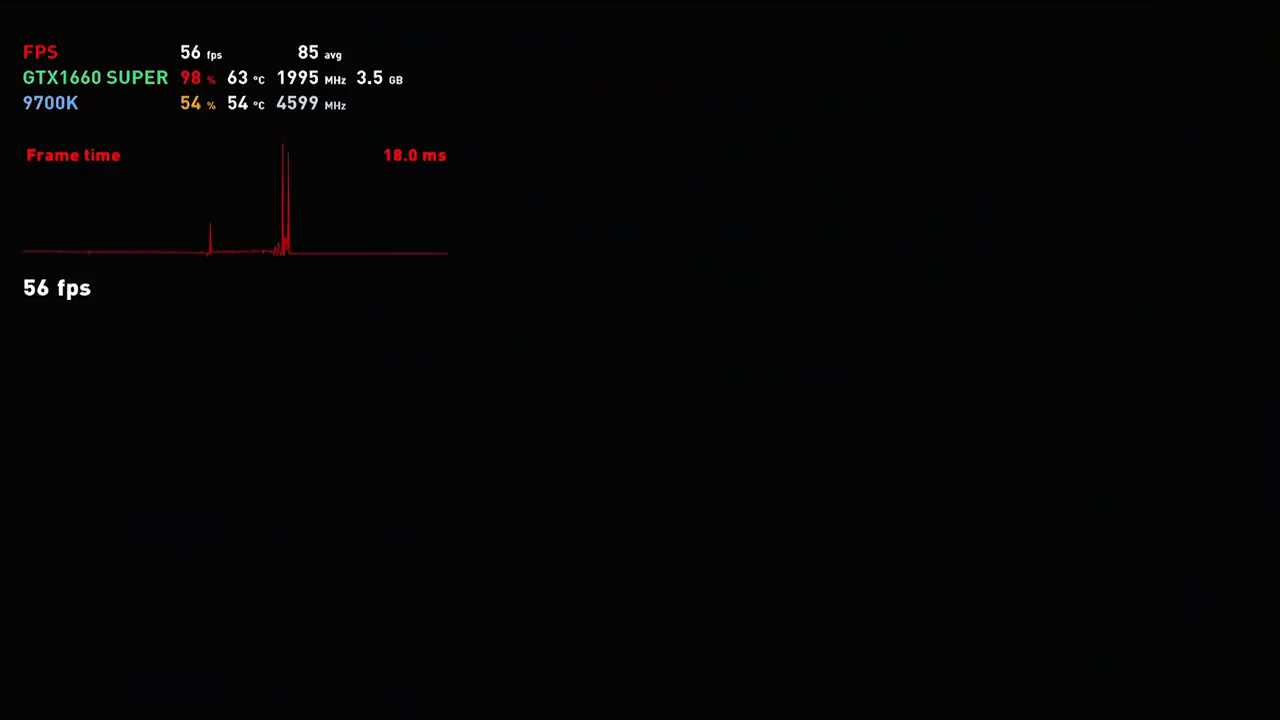 FPS 56 fps 85 avg
GTX1660 SUPER 98 % 63 °C 1995 MHz 3.5 GB
9700K 54 % 54 °C 4599 MHz
Frame time 18.0 ms
56 fps